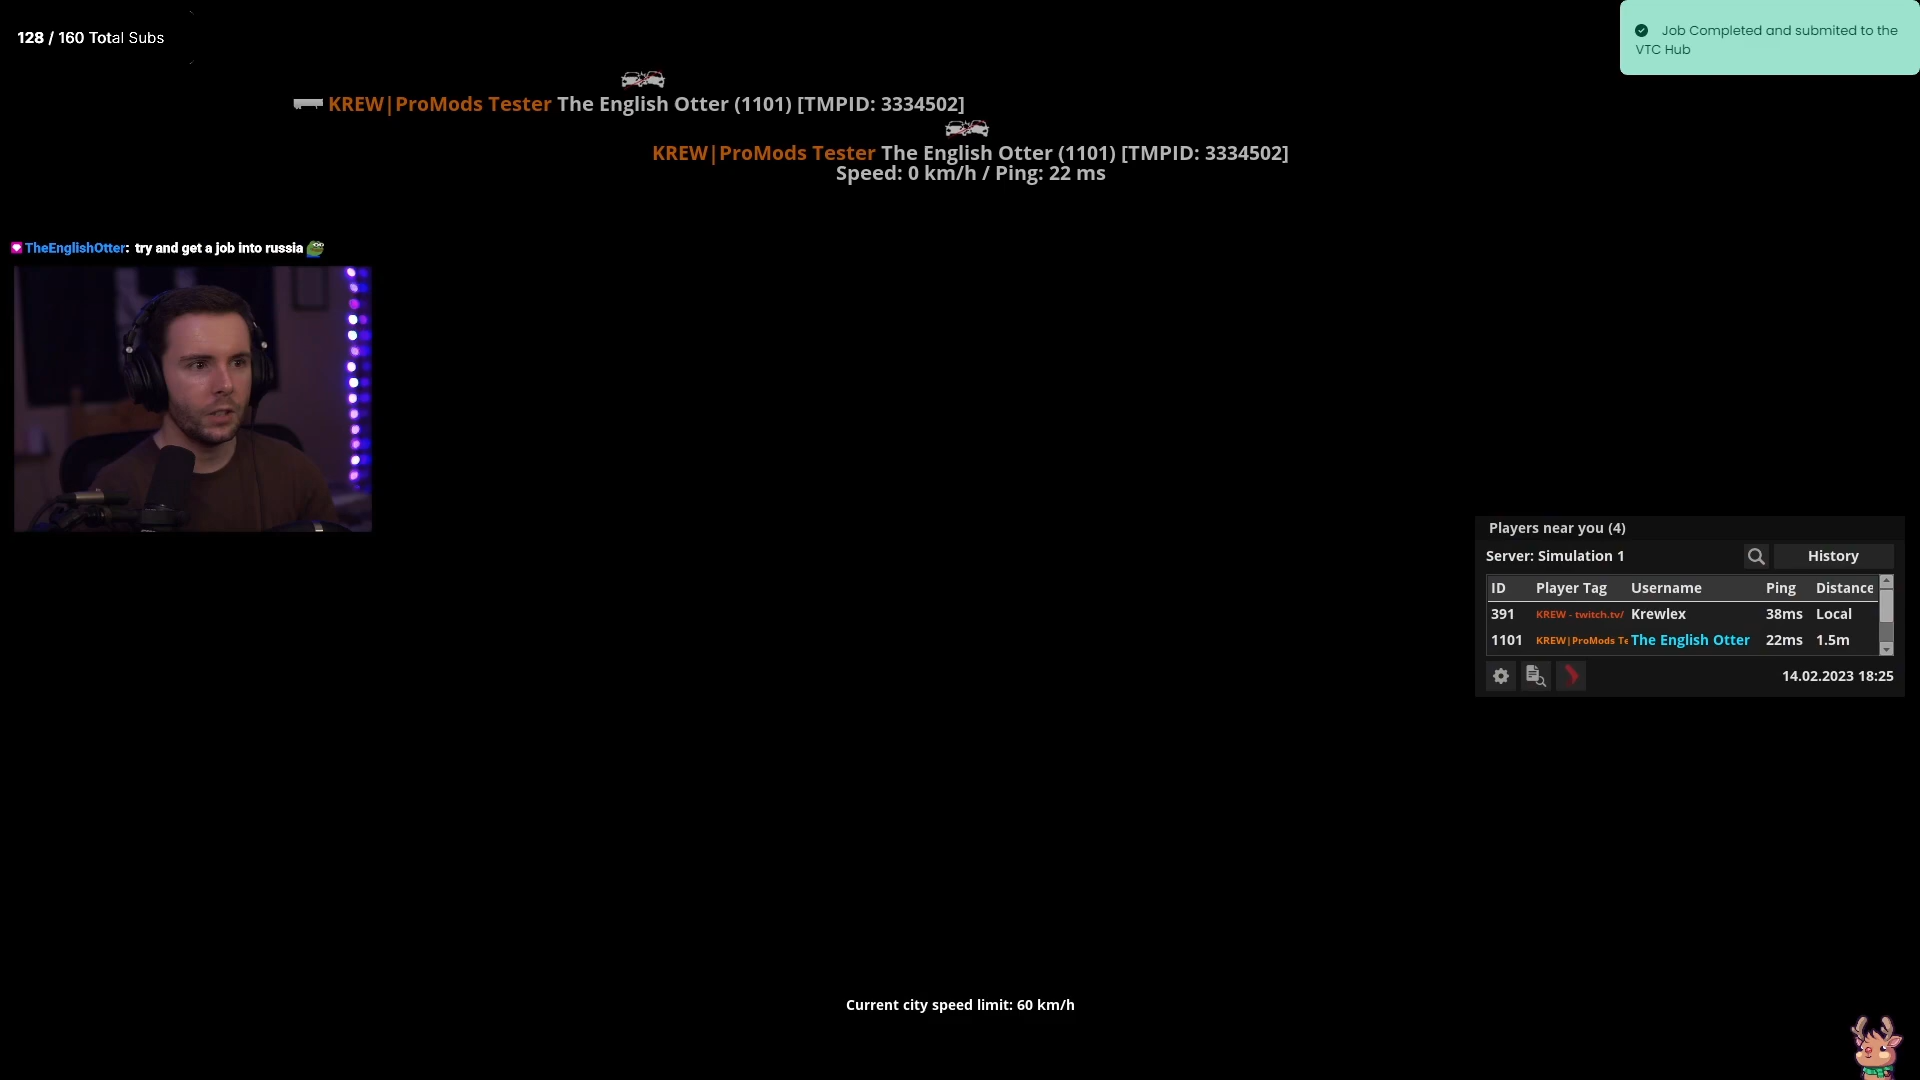 128 / 160 Total Subs
Job Completed and submited to the
VTC Hub
KREW|ProMods Tester The English Otter (1101) [TMPID: 3334502]
KREW|ProMods Tester The English Otter (1101) [TMPID: 3334502]
Speed: 0 km/h / Ping: 22 ms
TheEnglishOtter: try and get a job into russia
Players near you (4)
Server: Simulation 1
History
ID Player Tag Username Ping Distance
391 KREW - twitch.tv/ Krewlex 38ms Local
1101 KREW|ProMods Te The English Otter 22ms 1.5m
14.02.2023 18:25
Current city speed limit: 60 km/h